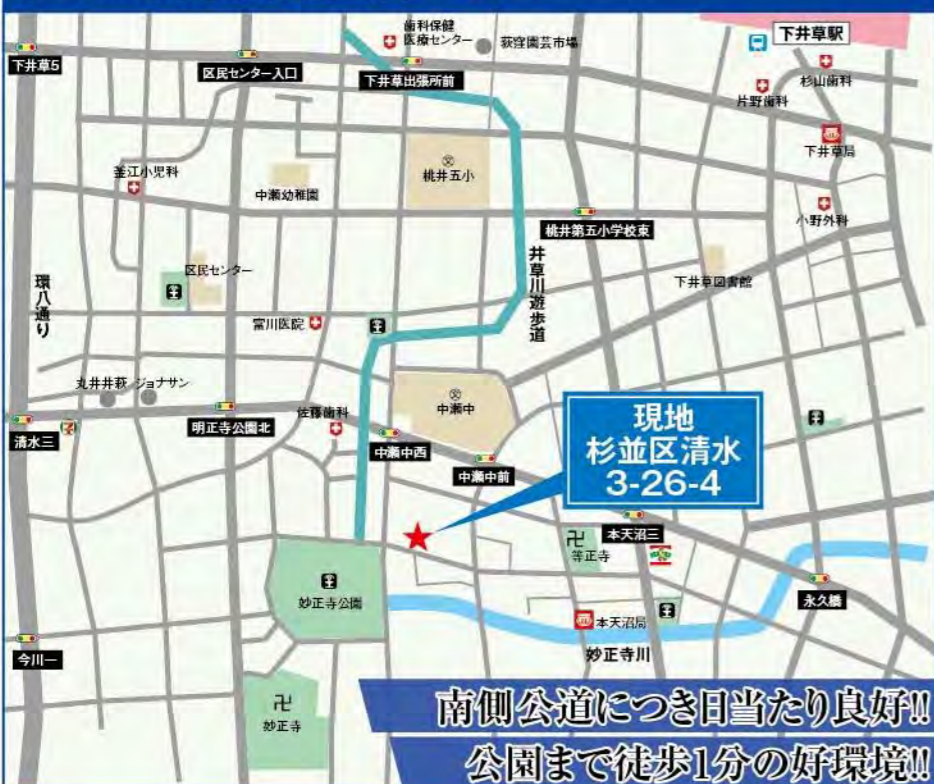 歯科保健
医療センター
荻窪園芸市場
下井草駅
下井草5
区民センター入口
下井草出張所前
杉山歯科
片野歯科
下井草局
釜江小児科
中瀬幼稚園
桃井五小
小野外科
桃井第五小学校東
区民センター
下井草図書館
環八通り
井草川遊歩道
富川医院
丸井井萩
ジョナサン
佐藤歯科
中瀬中
清水三
明正寺公園北
中瀬中西
中瀬中前
現地
杉並区清水
3-26-4
本天沼三
等正寺
妙正寺公園
永久橋
本天沼局
妙正寺川
今川一
妙正寺
南側公道につき日当たり良好!!
公園まで徒歩1分の好環境!!